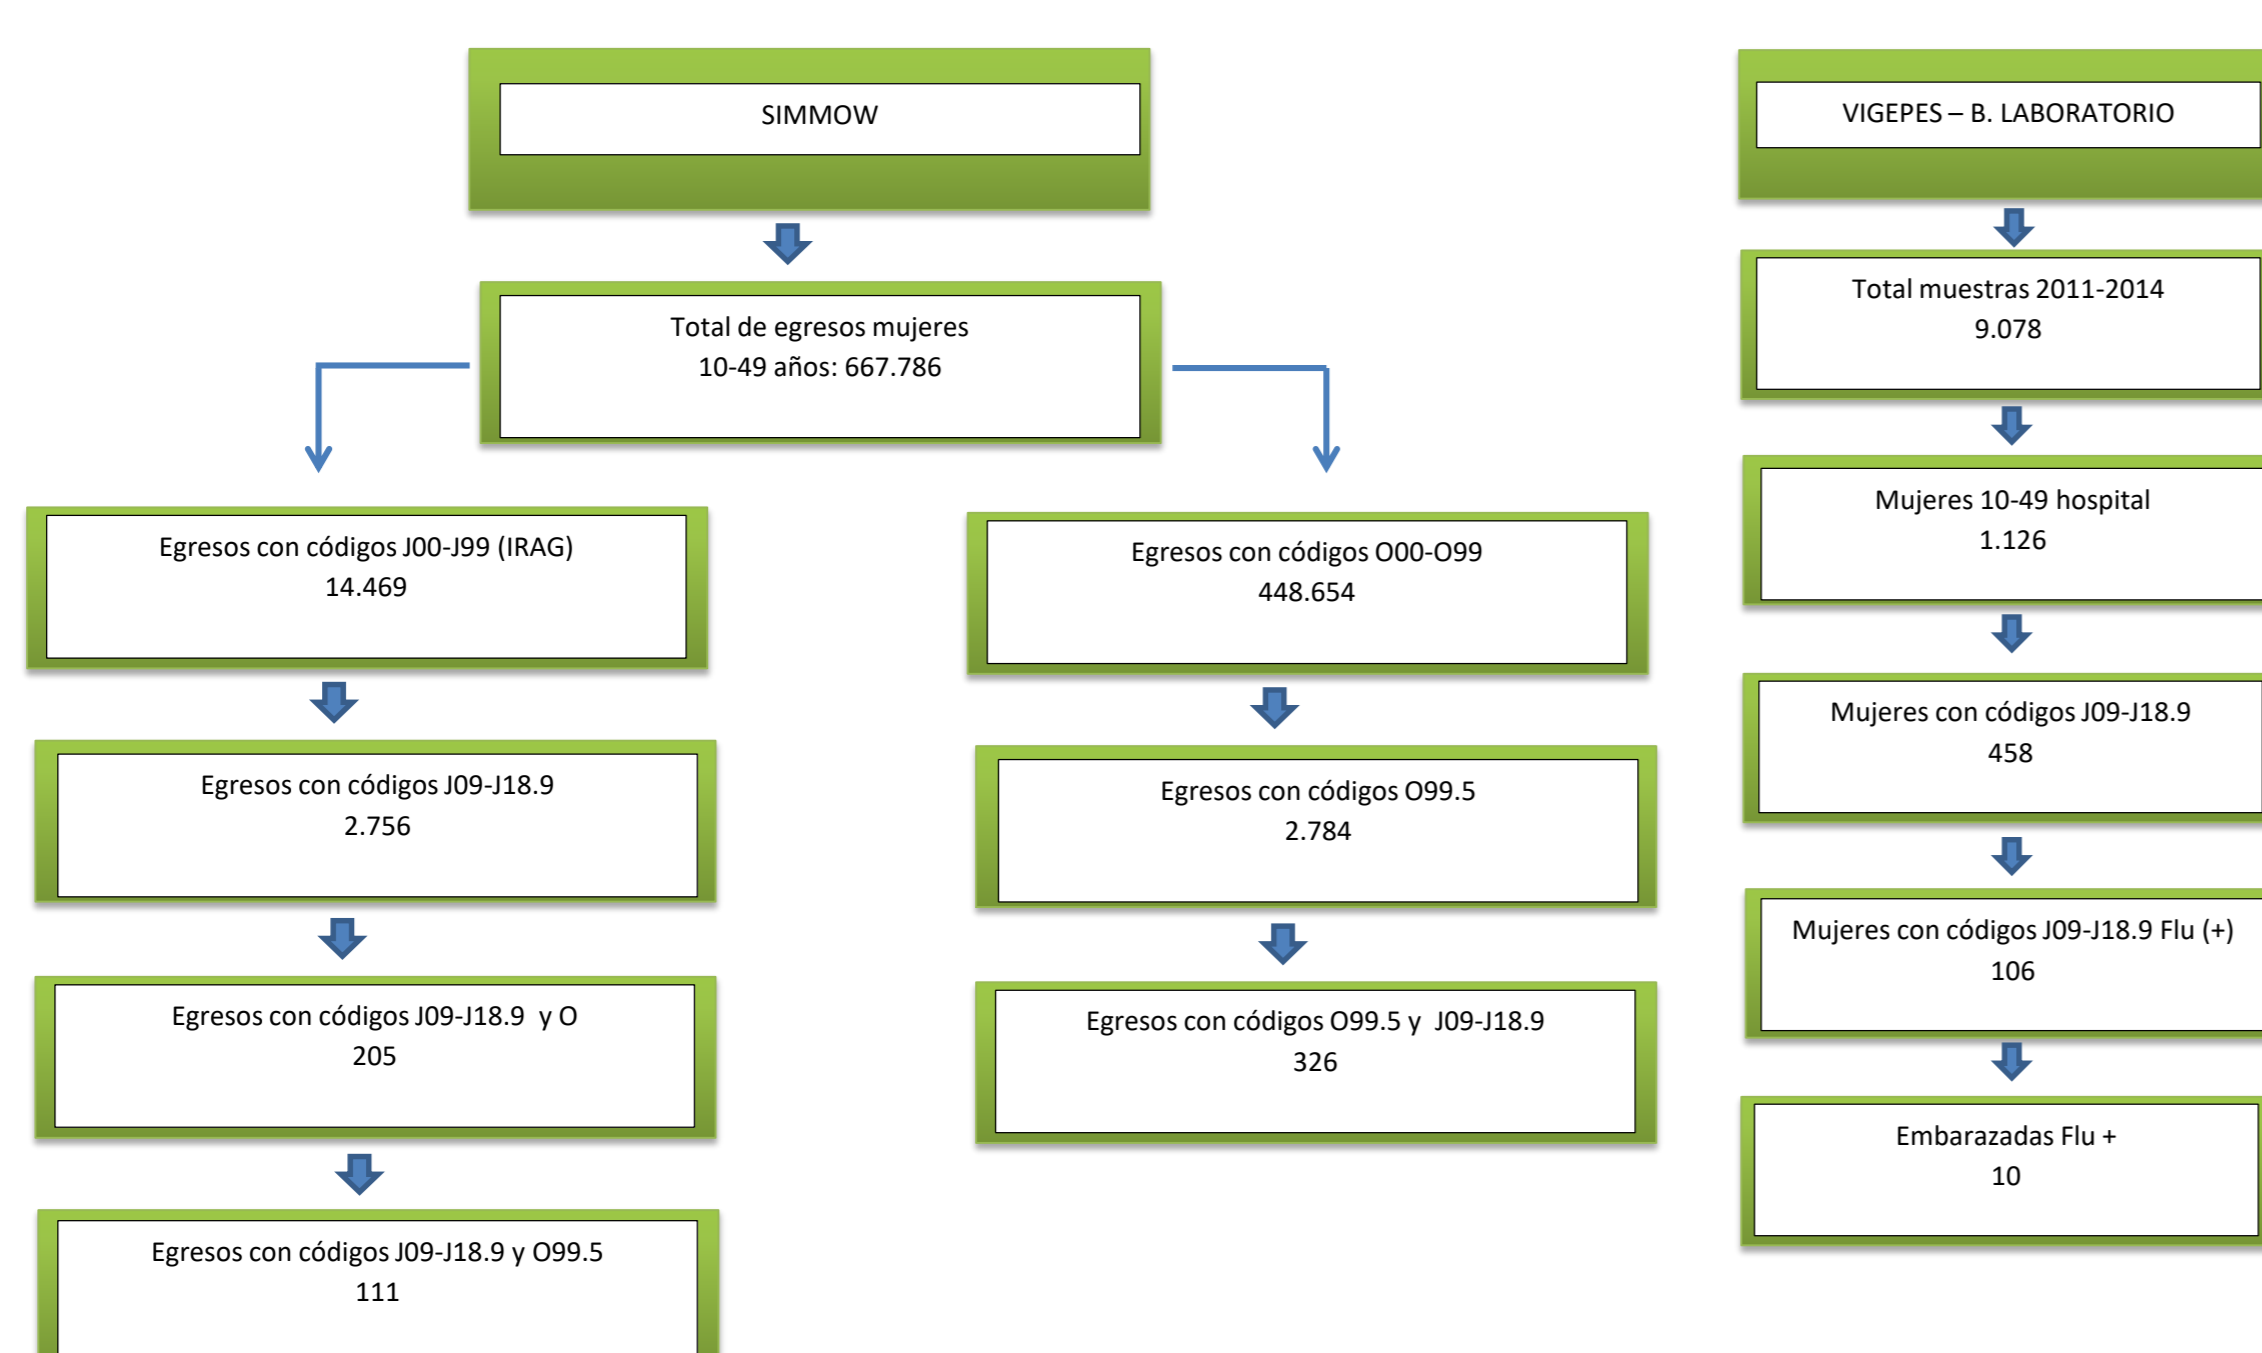 SIMMOW
Total de egresos mujeres
10-49 años: 667.786
Egresos con códigos J00-J99 (IRAG)
14.469
Egresos con códigos J09-J18.9
2.756
Egresos con códigos J09-J18.9 y O
205
Egresos con códigos J09-J18.9 y O99.5
111
Egresos con códigos O00-O99
448.654
Egresos con códigos O99.5
2.784
Egresos con códigos O99.5 y J09-J18.9
326
VIGEPES – B. LABORATORIO
Total muestras 2011-2014
9.078
Mujeres 10-49 hospital
1.126
Mujeres con códigos J09-J18.9
458
Mujeres con códigos J09-J18.9 Flu (+)
106
Embarazadas Flu +
10